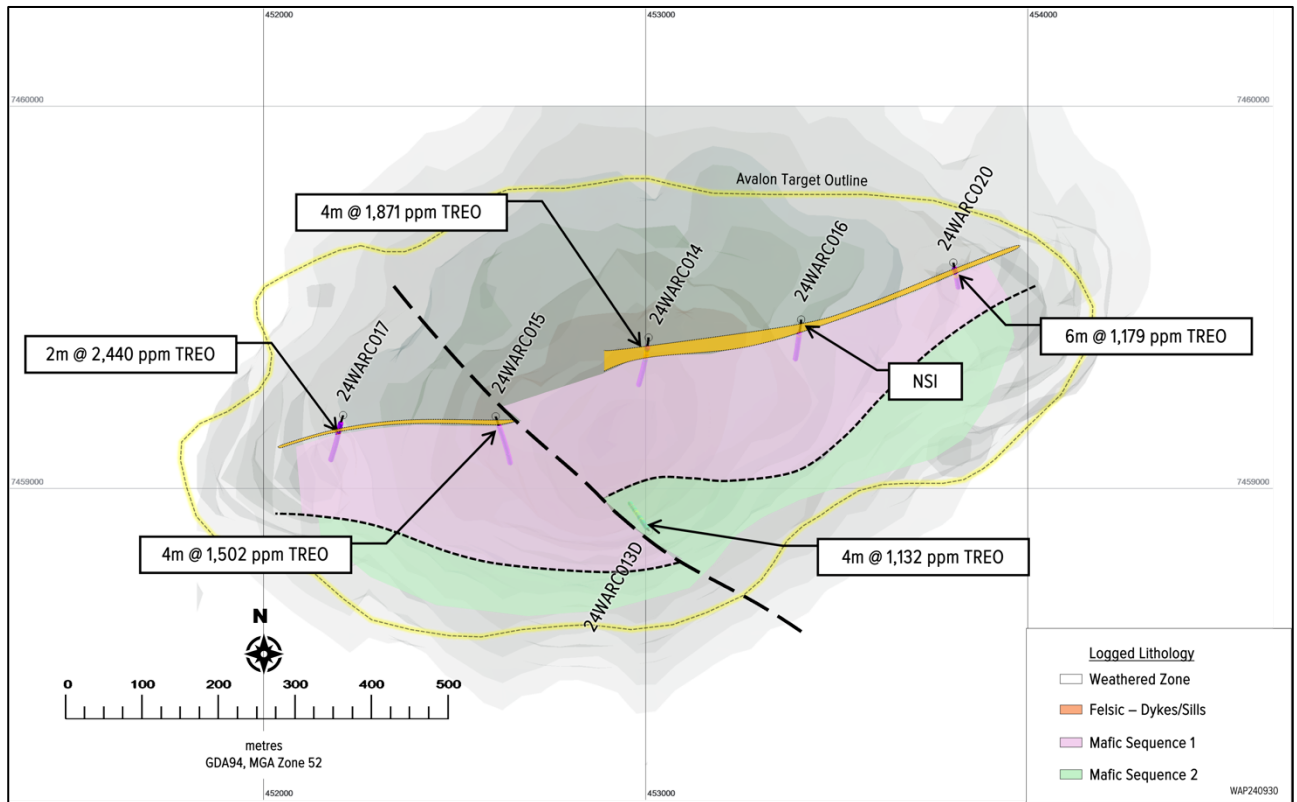 452000
453000
454000
7460000
7460000
Avalon Target Outline
24WARC020
4m @ 1,871 ppm TREO
24WARC014
24WARC016
6m @ 1,179 ppm TREO
2m @ 2,440 ppm TREO
24WARC017
24WARC015
NSI
7459000
7459000
4m @ 1,502 ppm TREO
4m @ 1,132 ppm TREO
24WARC013D
N
0 100 200 300 400 500
metres
GDA94, MGA Zone 52
Logged Lithology
Weathered Zone
Felsic – Dykes/Sills
Mafic Sequence 1
Mafic Sequence 2
WAP240930
452000
453000